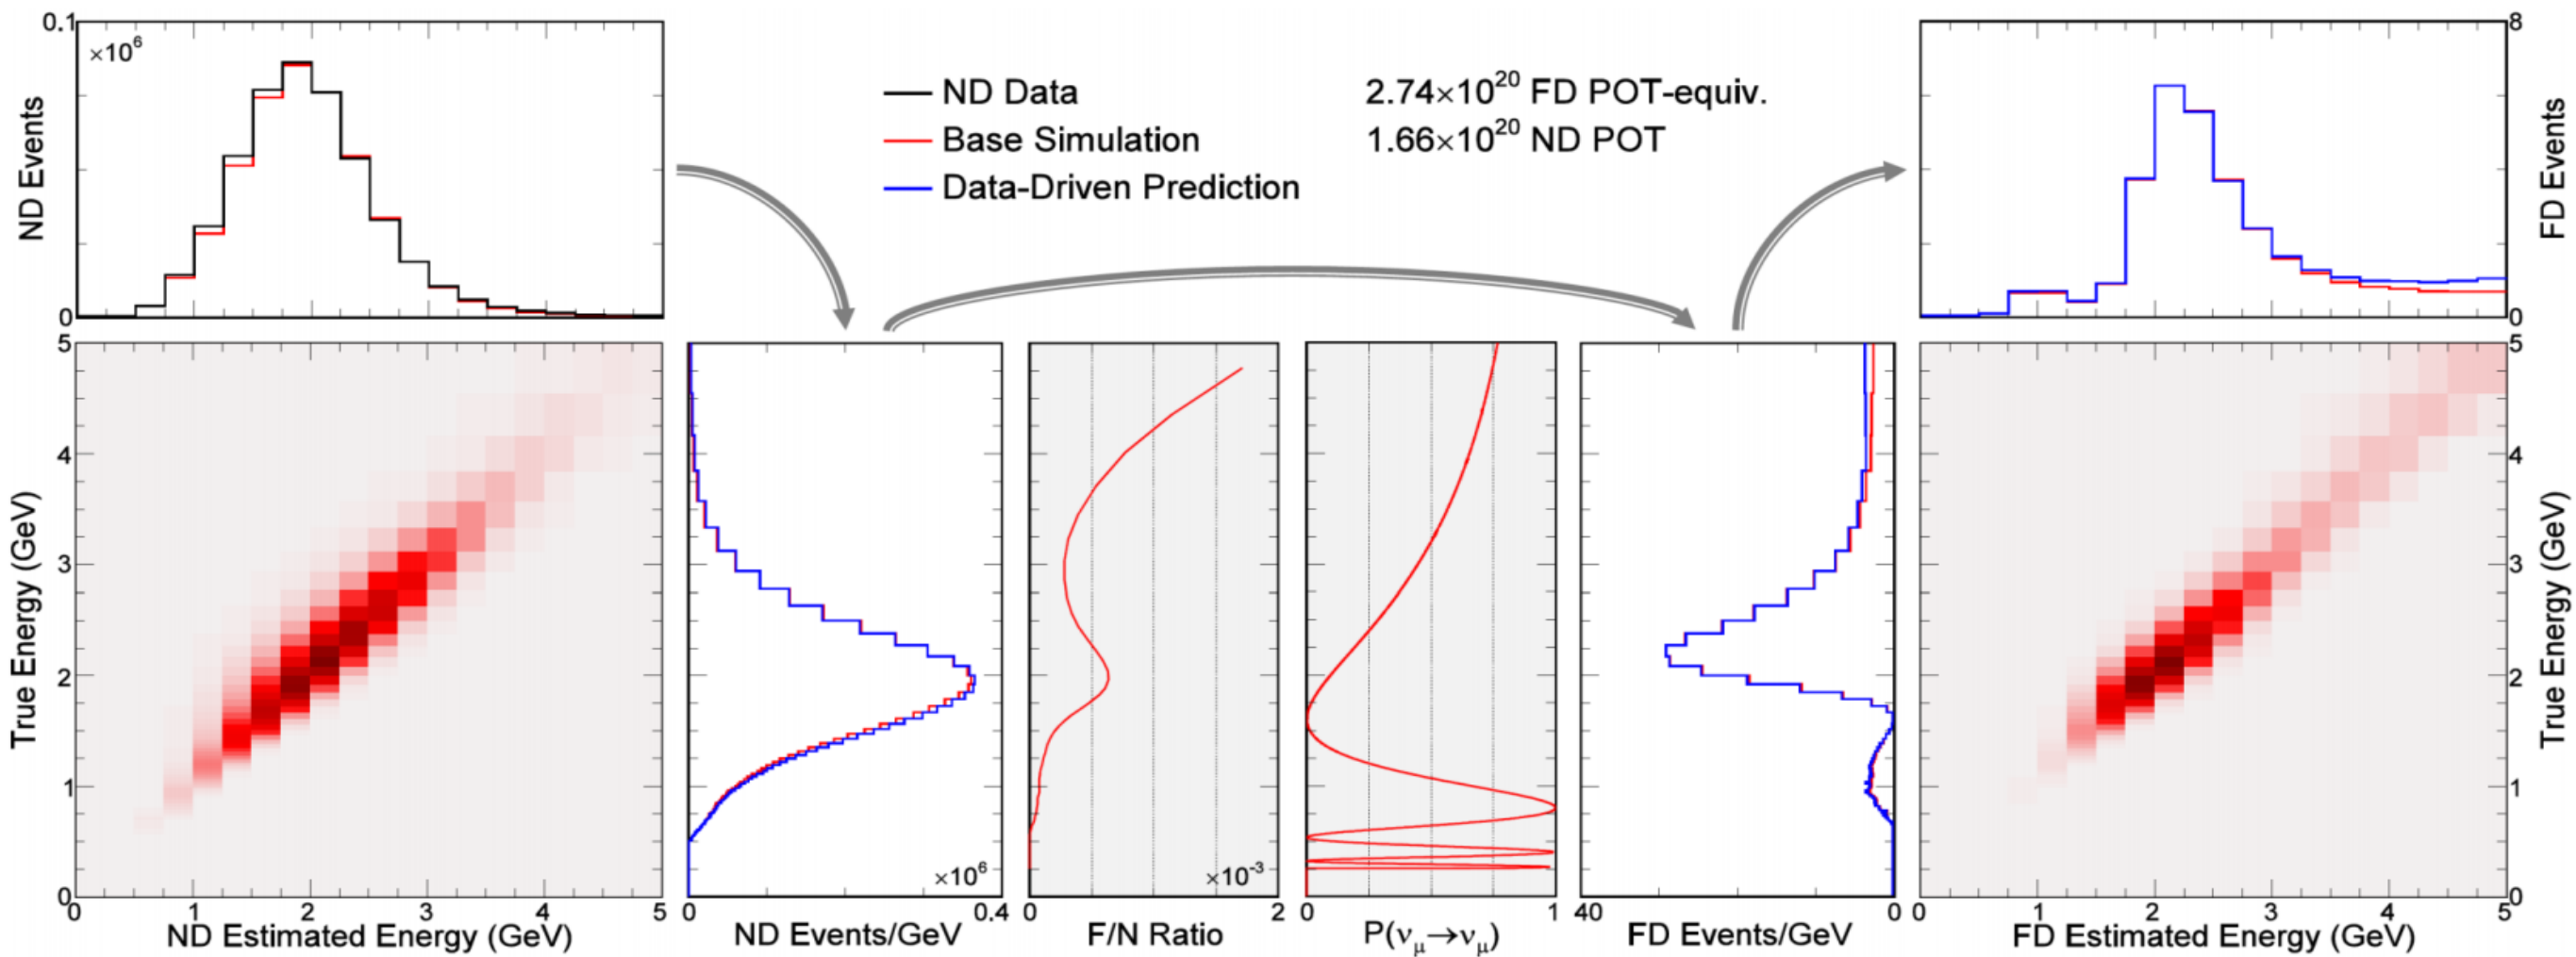 0.1
×10⁶
ND Events
0
ND Data
Base Simulation
Data-Driven Prediction
2.74×10²⁰ FD POT-equiv.
1.66×10²⁰ ND POT
8
FD Events
0
5
4
3
2
1
0
True Energy (GeV)
0 1 2 3 4 5
ND Estimated Energy (GeV)
×10⁶
0 0.4
ND Events/GeV
×10⁻³
0 2
F/N Ratio
0 1
P(νμ→νμ)
40 0
FD Events/GeV
0 1 2 3 4 5
FD Estimated Energy (GeV)
5
4
3
2
1
0
True Energy (GeV)